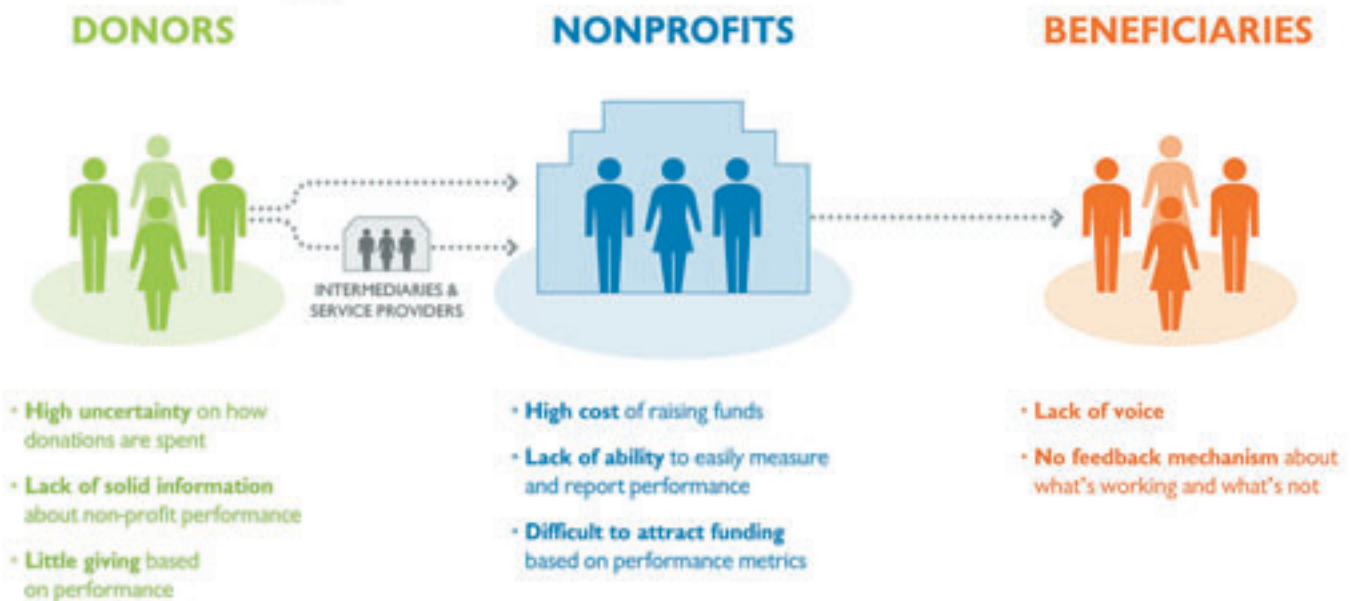 DONORS
NONPROFITS
BENEFICIARIES
INTERMEDIARIES &
SERVICE PROVIDERS
• High uncertainty on how
donations are spent
• Lack of solid information
about non-profit performance
• Little giving based
on performance
• High cost of raising funds
• Lack of ability to easily measure
and report performance
• Difficult to attract funding
based on performance metrics
• Lack of voice
• No feedback mechanism about
what's working and what's not